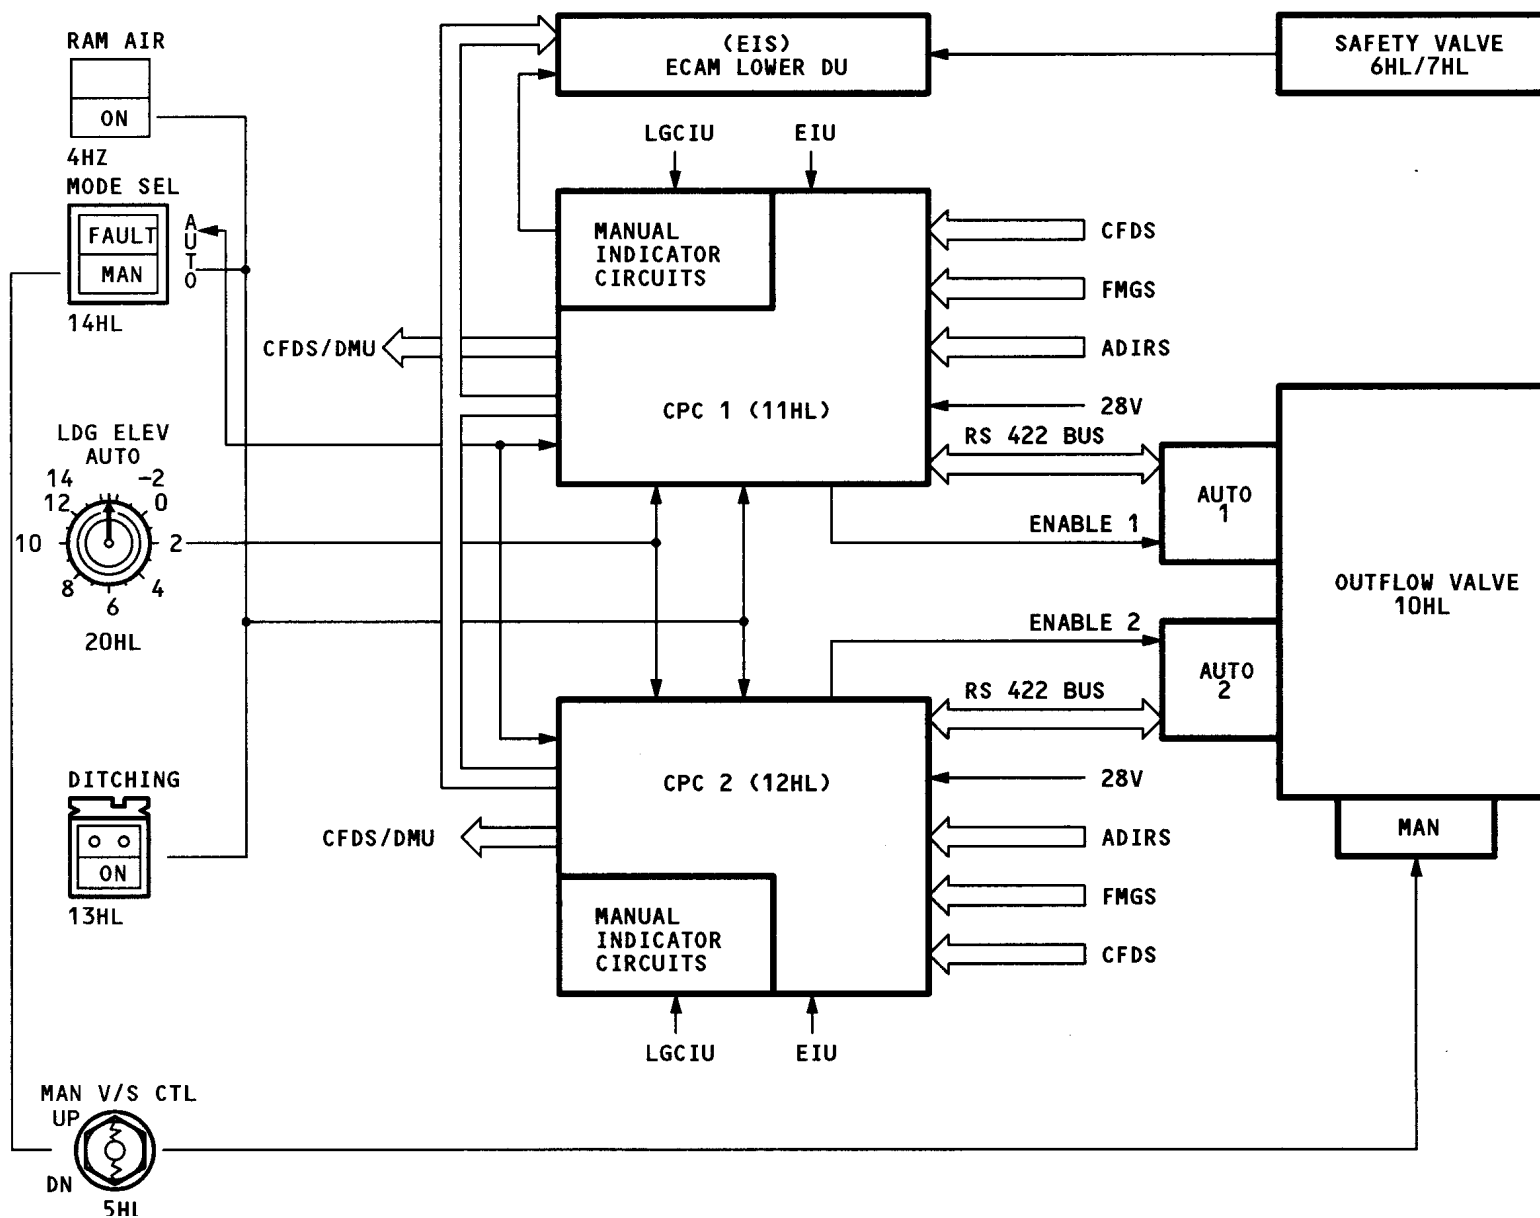 RAM AIR
ON
4HZ
MODE SEL
FAULT
MAN
AUTO
14HL
(EIS)
ECAM LOWER DU
SAFETY VALVE
6HL/7HL
LGCIU
EIU
MANUAL
INDICATOR
CIRCUITS
CFDS
FMGS
ADIRS
28V
CFDS/DMU
CPC 1 (11HL)
RS 422 BUS
AUTO
1
ENABLE 1
LDG ELEV
AUTO
14
-2
12
0
10
2
8
4
6
20HL
OUTFLOW VALVE
10HL
ENABLE 2
AUTO
2
RS 422 BUS
CPC 2 (12HL)
28V
ADIRS
FMGS
CFDS
CFDS/DMU
MANUAL
INDICATOR
CIRCUITS
LGCIU
EIU
MAN
DITCHING
ON
13HL
MAN V/S CTL
UP
DN
5HL